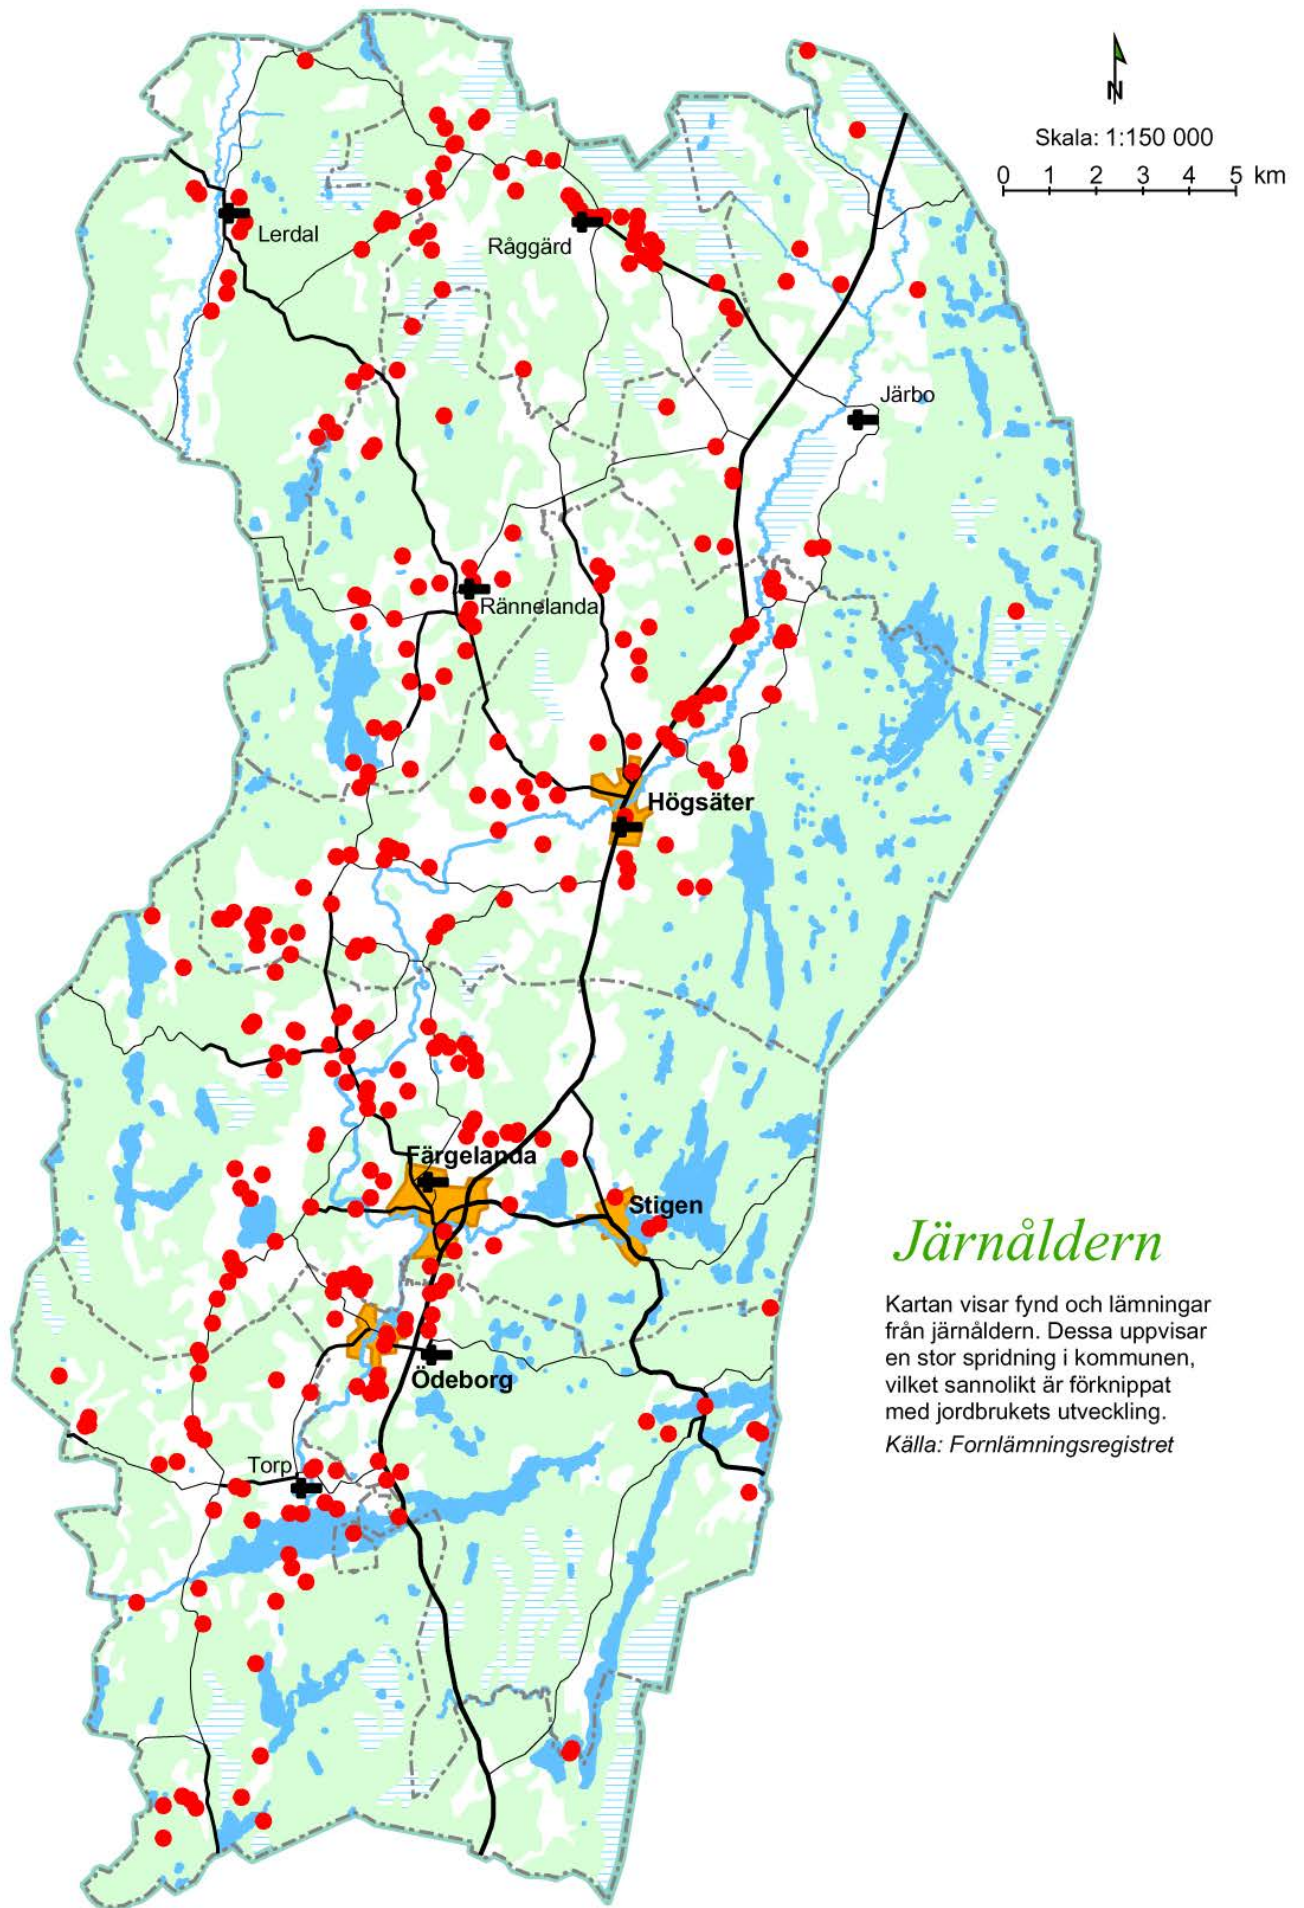 N
Skala: 1:150 000
0 1 2 3 4 5 km
Lerdal
Råggärd
Järbo
Rännelanda
Högsäter
Färgelanda
Stigen
Järnåldern
Kartan visar fynd och lämningar
från järnåldern. Dessa uppvisar
en stor spridning i kommunen,
vilket sannolikt är förknippat
med jordbrukets utveckling.
Källa: Fornlämningsregistret
Ödeborg
Torp